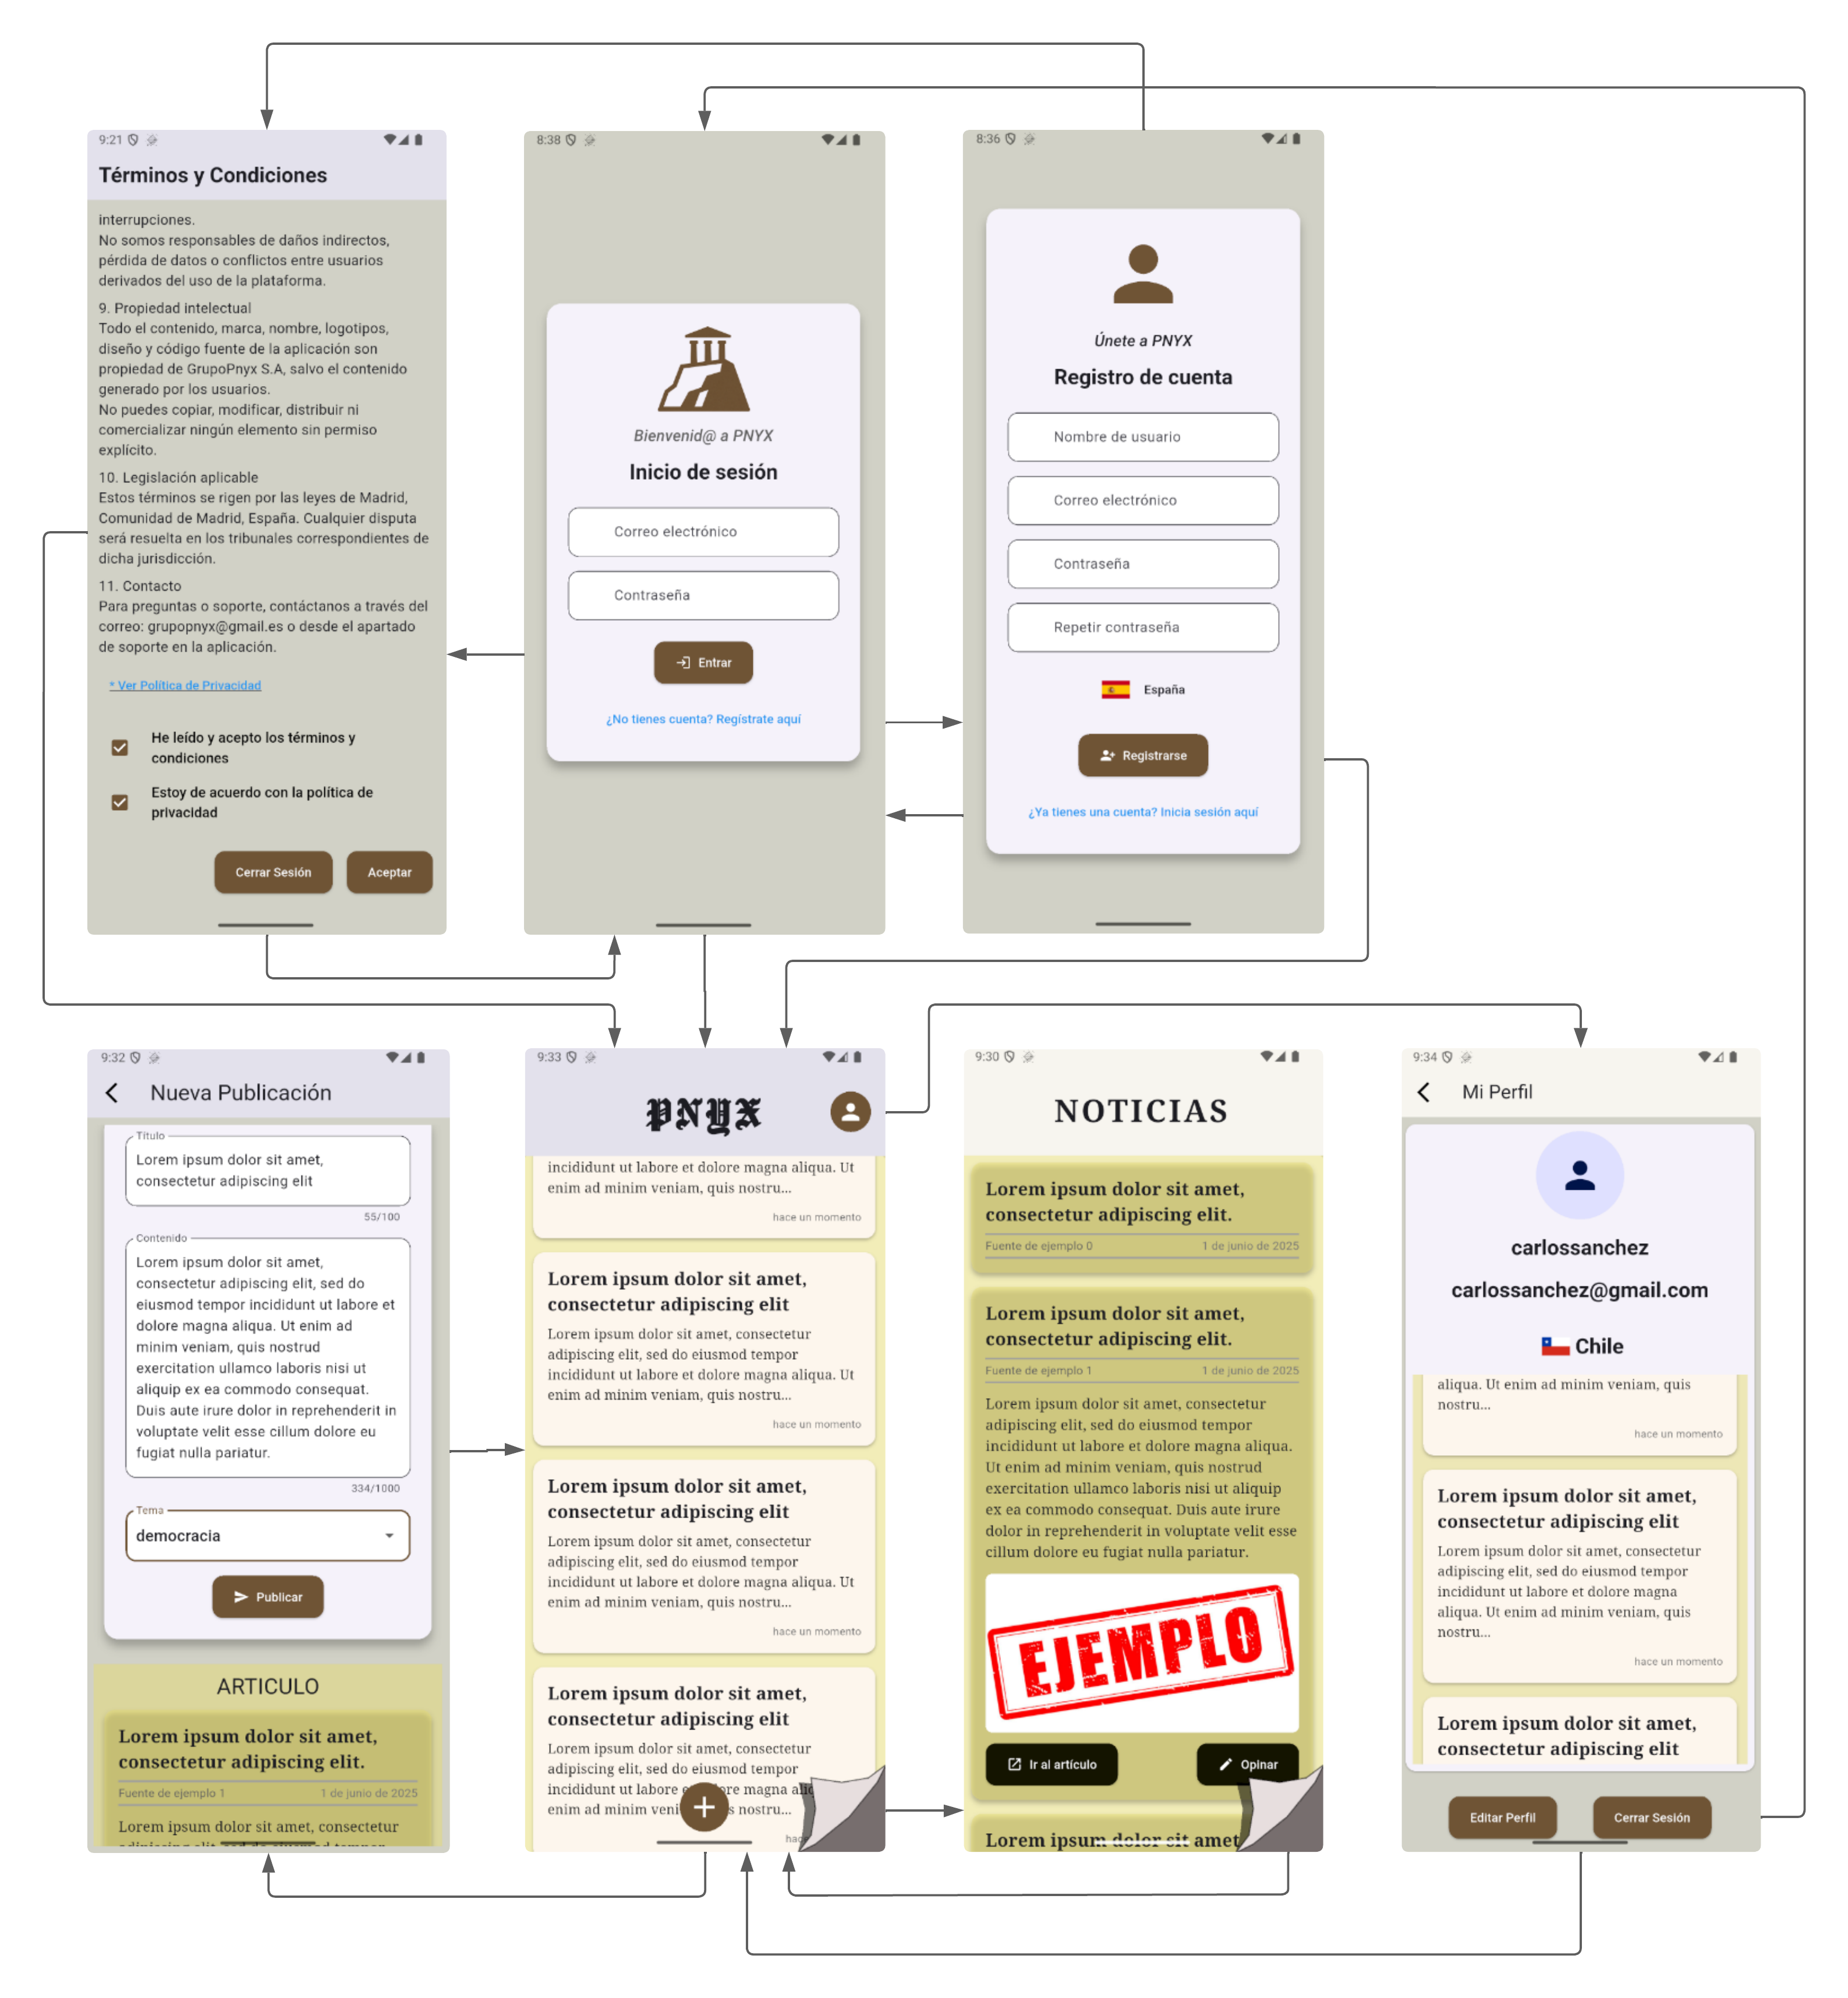 9:21
Términos y Condiciones
interrupciones.
No somos responsables de daños indirectos,
pérdida de datos o conflictos entre usuarios
derivados del uso de la plataforma.
9. Propiedad intelectual
Todo el contenido, marca, nombre, logotipos,
diseño y código fuente de la aplicación son
propiedad de GrupoPnyx S.A, salvo el contenido
generado por los usuarios.
No puedes copiar, modificar, distribuir ni
comercializar ningún elemento sin permiso
explícito.
10. Legislación aplicable
Estos términos se rigen por las leyes de Madrid,
Comunidad de Madrid, España. Cualquier disputa
será resuelta en los tribunales correspondientes de
dicha jurisdicción.
11. Contacto
Para preguntas o soporte, contáctanos a través del
correo: grupopnyx@gmail.es o desde el apartado
de soporte en la aplicación.
* Ver Política de Privacidad
He leído y acepto los términos y
condiciones
Estoy de acuerdo con la política de
privacidad
Cerrar Sesión
Aceptar
8:38
Bienvenid@ a PNYX
Inicio de sesión
Correo electrónico
Contraseña
Entrar
¿No tienes cuenta? Regístrate aquí
8:36
Únete a PNYX
Registro de cuenta
Nombre de usuario
Correo electrónico
Contraseña
Repetir contraseña
España
Registrarse
¿Ya tienes una cuenta? Inicia sesión aquí
9:32
Nueva Publicación
Título
Lorem ipsum dolor sit amet,
consectetur adipiscing elit
55/100
Contenido
Lorem ipsum dolor sit amet,
consectetur adipiscing elit, sed do
eiusmod tempor incididunt ut labore et
dolore magna aliqua. Ut enim ad
minim veniam, quis nostrud
exercitation ullamco laboris nisi ut
aliquip ex ea commodo consequat.
Duis aute irure dolor in reprehenderit in
voluptate velit esse cillum dolore eu
fugiat nulla pariatur.
334/1000
Tema
democracia
Publicar
ARTICULO
Lorem ipsum dolor sit amet,
consectetur adipiscing elit.
Fuente de ejemplo 1
1 de junio de 2025
Lorem ipsum dolor sit amet, consectetur
9:33
PNYX
incididunt ut labore et dolore magna aliqua. Ut
enim ad minim veniam, quis nostru...
hace un momento
Lorem ipsum dolor sit amet,
consectetur adipiscing elit
Lorem ipsum dolor sit amet, consectetur
adipiscing elit, sed do eiusmod tempor
incididunt ut labore et dolore magna aliqua. Ut
enim ad minim veniam, quis nostru...
hace un momento
Lorem ipsum dolor sit amet,
consectetur adipiscing elit
Lorem ipsum dolor sit amet, consectetur
adipiscing elit, sed do eiusmod tempor
incididunt ut labore et dolore magna aliqua. Ut
enim ad minim veniam, quis nostru...
hace un momento
Lorem ipsum dolor sit amet,
consectetur adipiscing elit
Lorem ipsum dolor sit amet, consectetur
adipiscing elit, sed do eiusmod tempor
incididunt ut labore magna
enim ad minim nostru...
9:30
NOTICIAS
Lorem ipsum dolor sit amet,
consectetur adipiscing elit.
Fuente de ejemplo 0
1 de junio de 2025
Lorem ipsum dolor sit amet,
consectetur adipiscing elit.
Fuente de ejemplo 1
1 de junio de 2025
Lorem ipsum dolor sit amet, consectetur
adipiscing elit, sed do eiusmod tempor
incididunt ut labore et dolore magna aliqua.
Ut enim ad minim veniam, quis nostrud
exercitation ullamco laboris nisi ut aliquip
ex ea commodo consequat. Duis aute irure
dolor in reprehenderit in voluptate velit esse
cillum dolore eu fugiat nulla pariatur.
EJEMPLO
Ir al artículo
Opinar
Lorem ipsum dolor sit amet
9:34
Mi Perfil
carlossanchez
carlossanchez@gmail.com
Chile
aliqua. Ut enim ad minim veniam, quis
nostru...
hace un momento
Lorem ipsum dolor sit amet,
consectetur adipiscing elit
Lorem ipsum dolor sit amet, consectetur
adipiscing elit, sed do eiusmod tempor
incididunt ut labore et dolore magna
aliqua. Ut enim ad minim veniam, quis
nostru...
hace un momento
Lorem ipsum dolor sit amet,
consectetur adipiscing elit
Editar Perfil
Cerrar Sesión